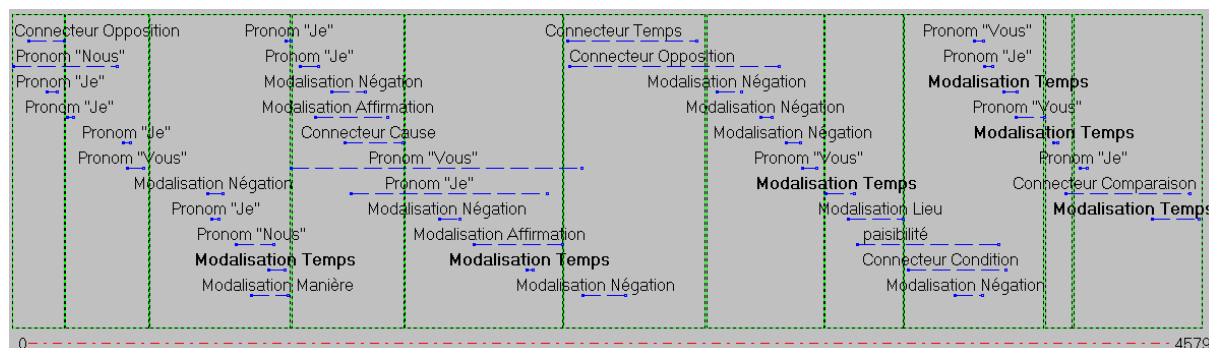 Connecteur Opposition Pronom "Je" Connecteur Temps Pronom "Vous"
Pronom "Nous" Pronom "Je" Connecteur Opposition Pronom "Je"
Pronom "Je" Modalisation Négation Modalisation Négation Modalisation Temps
Pronom "Je" Modalisation Affirmation Modalisation Négation Pronom "Vous"
Pronom "Je" Connecteur Cause Modalisation Négation Modalisation Temps
Pronom "Vous" Pronom "Vous" Pronom "Vous" Pronom "Je"
Modalisation Négation Pronom "Je" Modalisation Temps Connecteur Comparaison
Pronom "Je" Modalisation Négation Modalisation Lieu Modalisation Temps
Pronom "Nous" Modalisation Affirmation paisibilité
Modalisation Temps Modalisation Temps Connecteur Condition
Modalisation Manière Modalisation Négation Modalisation Négation
0 4579